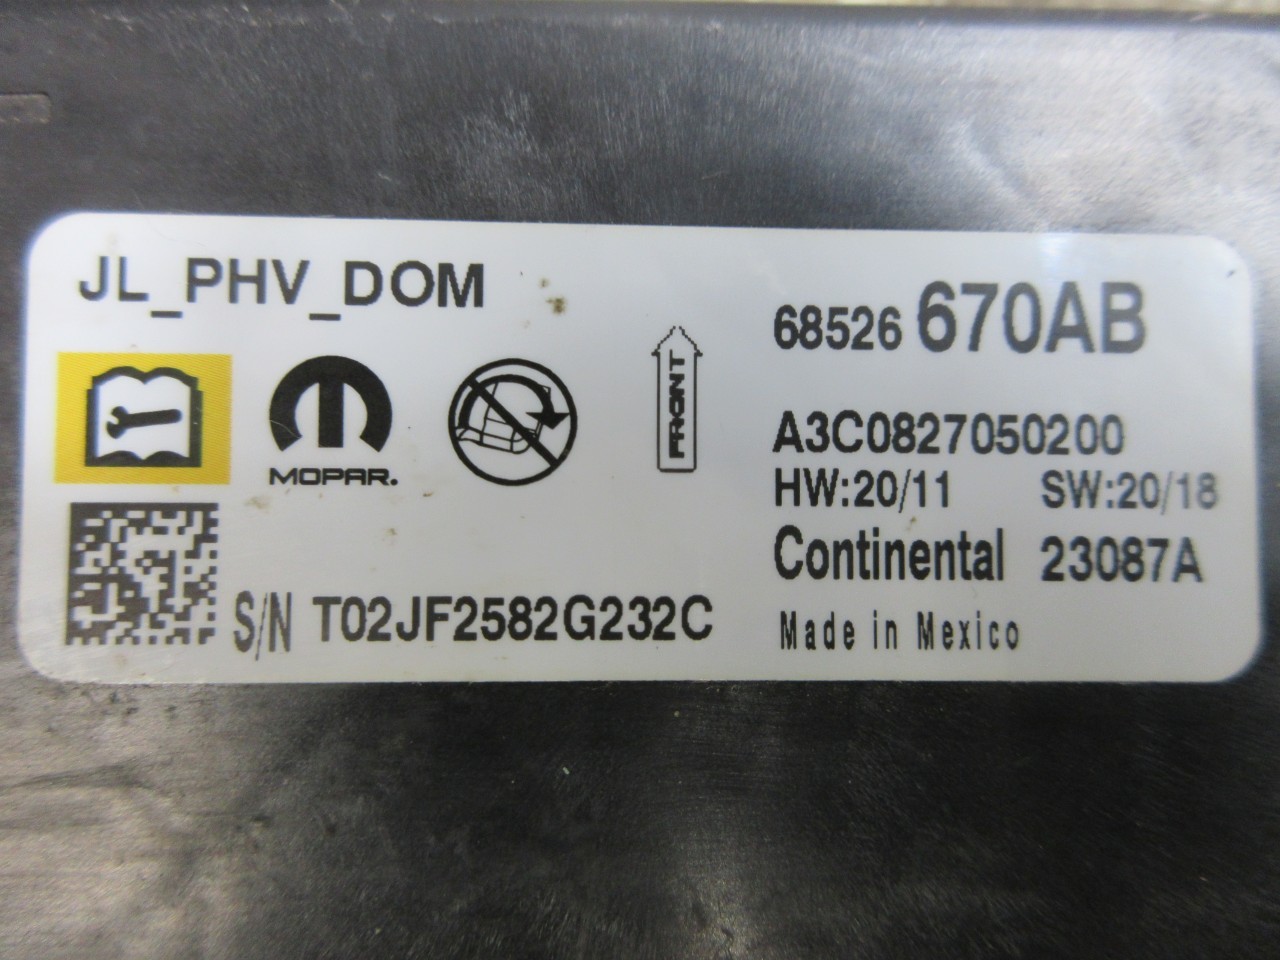 JL_PHV_DOM
68526 670AB
FRONT
MOPAR.
A3C0827050200
HW:20/11 SW:20/18
Continental 23087A
S/N T02JF2582G232C
Made in Mexico